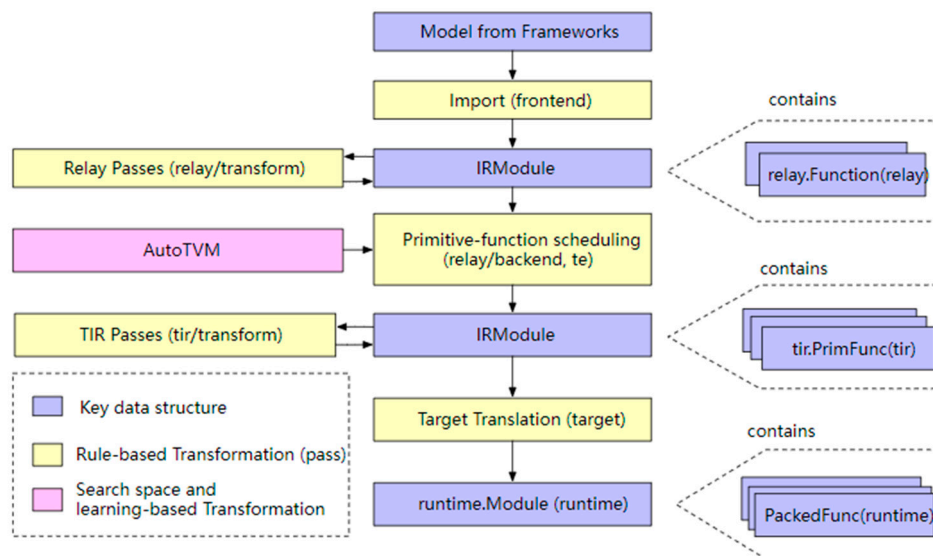 Model from Frameworks
Import (frontend)
contains
Relay Passes (relay/transform)
IRModule
relay.Function(relay)
AutoTVM
Primitive-function scheduling
(relay/backend, te)
contains
TIR Passes (tir/transform)
IRModule
tir.PrimFunc(tir)
Key data structure
Target Translation (target)
contains
Rule-based Transformation (pass)
Search space and
learning-based Transformation
runtime.Module (runtime)
PackedFunc(runtime)